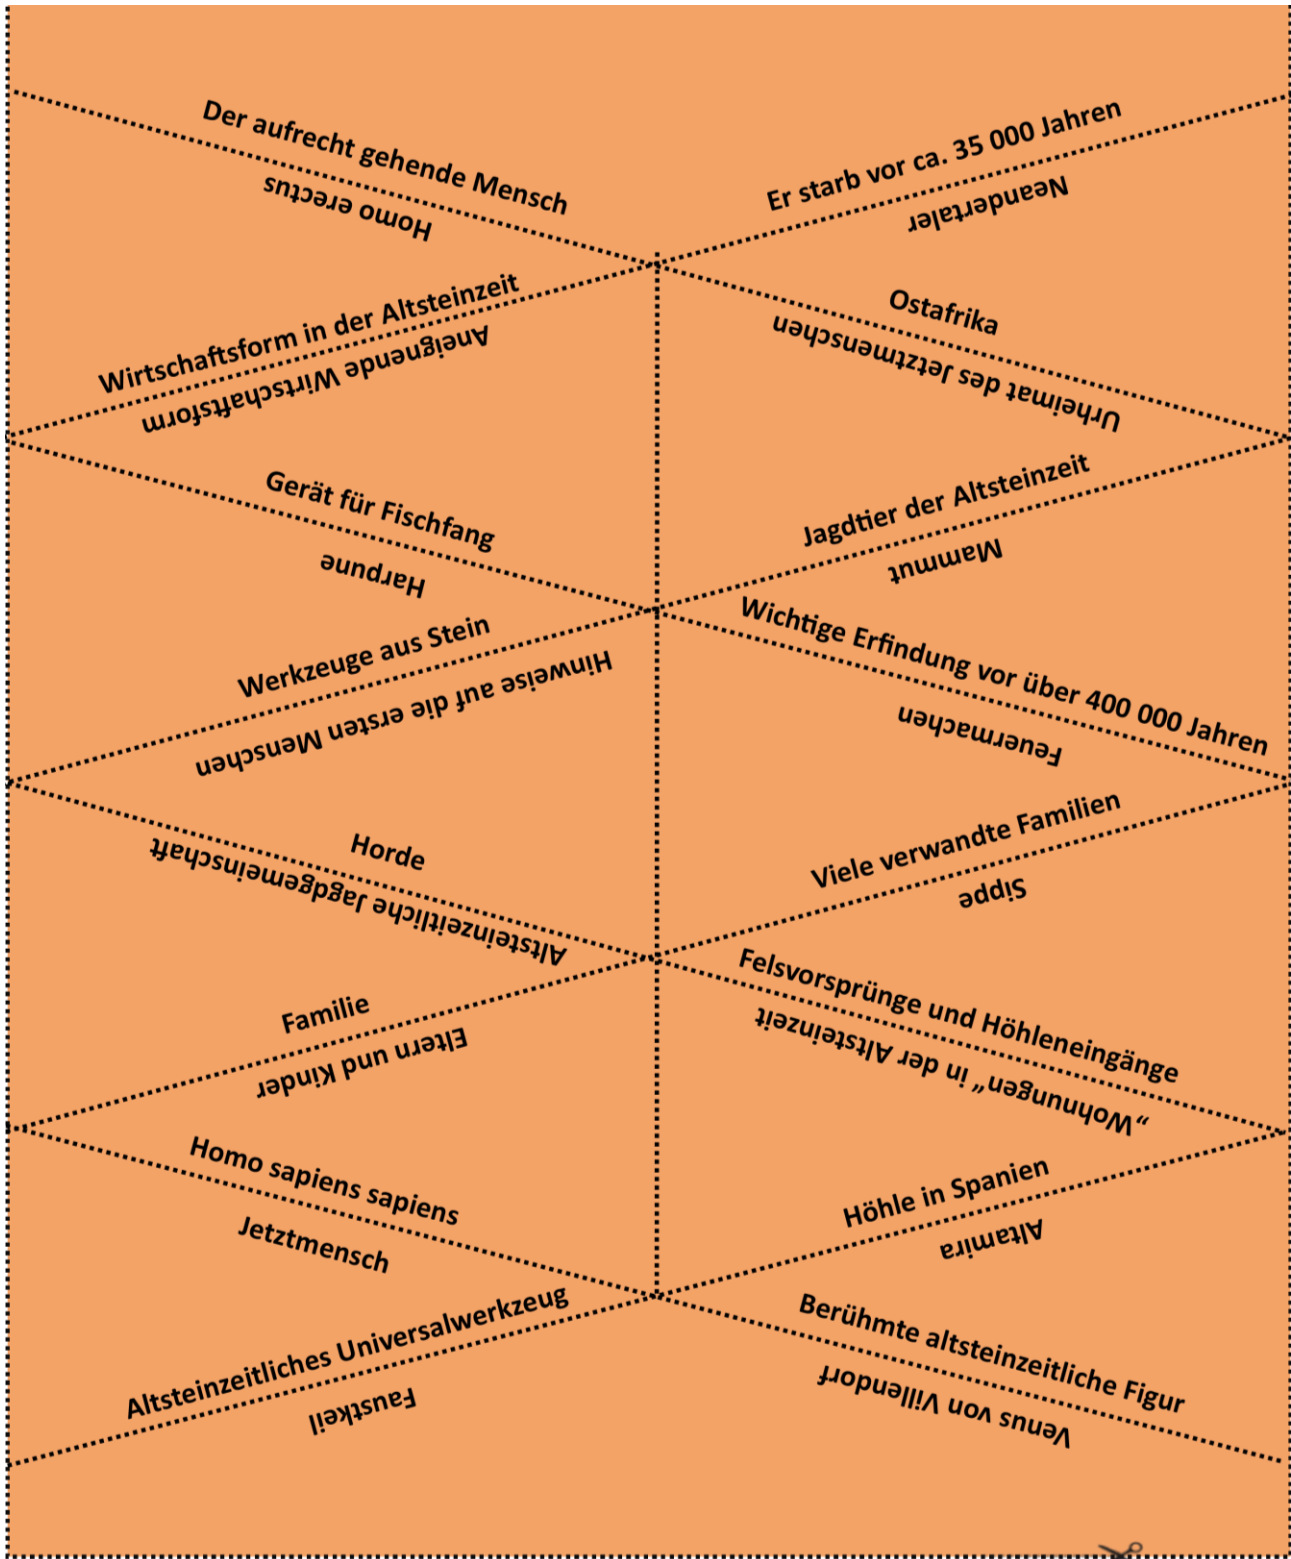 Der aufrecht gehende Mensch
Homo erectus
Er starb vor ca. 35 000 Jahren
Neandertaler
Wirtschaftsform in der Altsteinzeit
Aneignende Wirtschaftsform
Ostafrika
Urheimat des Jetztmenschen
Gerät für Fischfang
Harpune
Jagdtier der Altsteinzeit
Mammut
Werkzeuge aus Stein
Hinweise auf die ersten Menschen
Wichtige Erfindung vor über 400 000 Jahren
Feuermachen
Horde
Altsteinzeitliche Jagdgemeinschaft
Viele verwandte Familien
Sippe
Familie
Eltern und Kinder
Felsvorsprünge und Höhleneingänge
„Wohnungen“ in der Altsteinzeit
Homo sapiens sapiens
Jetztmensch
Höhle in Spanien
Altamira
Altsteinzeitliches Universalwerkzeug
Faustkeil
Berühmte altsteinzeitliche Figur
Venus von Villendorf